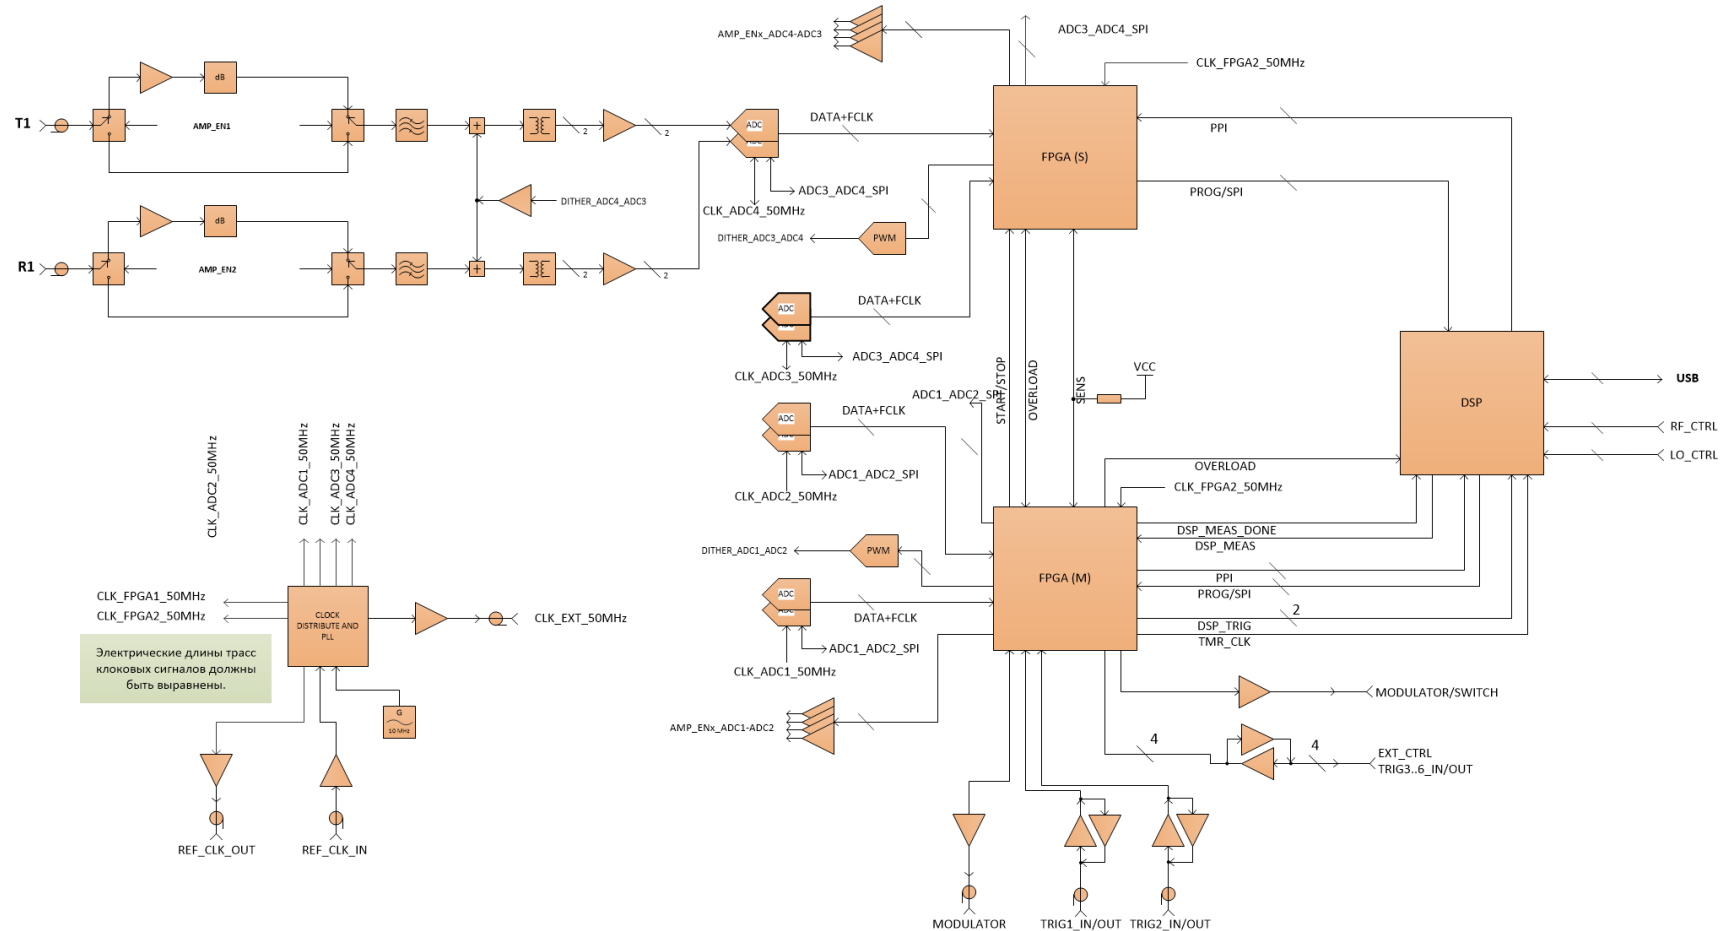 AMP_ENx_ADC4-ADC3
ADC3_ADC4_SPI
CLK_FPGA2_50MHz
dB
T1
AMP_EN1
2
2
ADC
DATA+FCLK
FPGA (S)
PPI
PROG/SPI
ADC3_ADC4_SPI
CLK_ADC4_50MHz
DITHER_ADC4_ADC3
dB
R1
AMP_EN2
2
2
DITHER_ADC3_ADC4
PWM
ADC
DATA+FCLK
ADC3_ADC4_SPI
CLK_ADC3_50MHz
START/STOP
OVERLOAD
SENS
VCC
DSP
USB
RF_CTRL
LO_CTRL
ADC1_ADC2_SPI
ADC
DATA+FCLK
ADC1_ADC2_SPI
CLK_ADC2_50MHz
OVERLOAD
CLK_FPGA2_50MHz
CLK_ADC2_50MHz
CLK_ADC1_50MHz
CLK_ADC3_50MHz
CLK_ADC4_50MHz
DITHER_ADC1_ADC2
PWM
FPGA (M)
DSP_MEAS_DONE
DSP_MEAS
PPI
PROG/SPI
2
DSP_TRIG
TMR_CLK
ADC
DATA+FCLK
ADC1_ADC2_SPI
CLK_ADC1_50MHz
AMP_ENx_ADC1-ADC2
CLK_FPGA1_50MHz
CLK_FPGA2_50MHz
CLOCK
DISTRIBUTE AND
PLL
CLK_EXT_50MHz
Электрические длины трасс
клоковых сигналов должны
быть выравнены.
G
10 MHz
REF_CLK_OUT
REF_CLK_IN
MODULATOR/SWITCH
4
4
EXT_CTRL
TRIG3..6_IN/OUT
MODULATOR
TRIG1_IN/OUT
TRIG2_IN/OUT